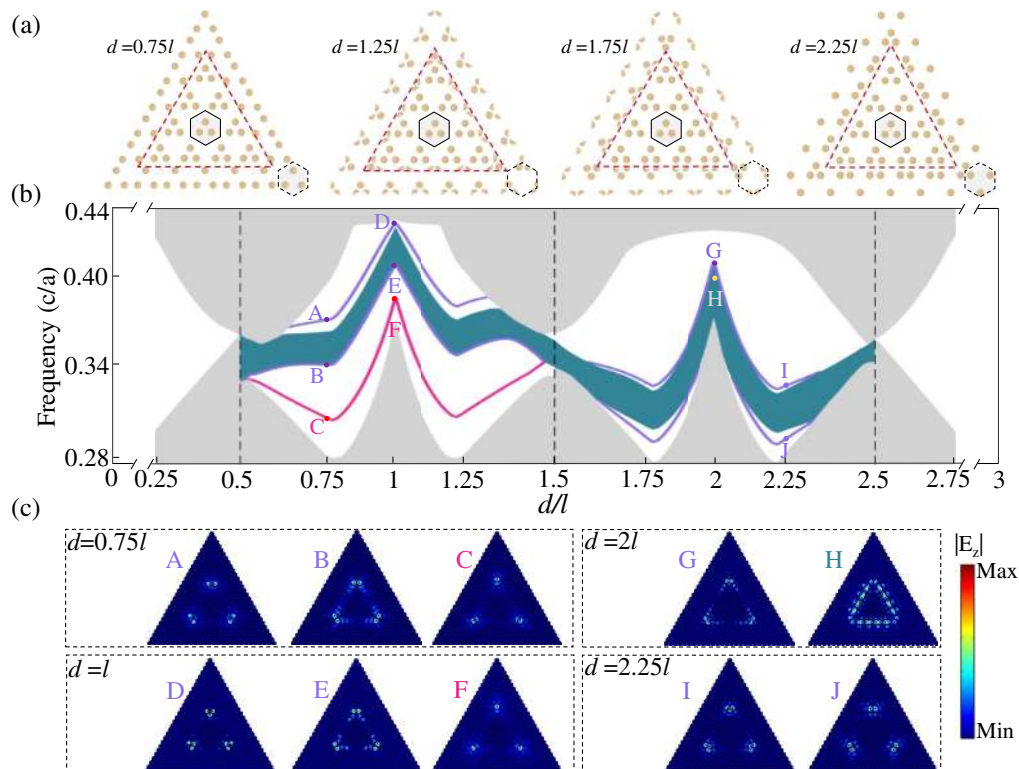 (a)
d =0.75l
d =1.25l
d =1.75l
d =2.25l
(b)
Frequency (c/a)
0.44
0.40
0.34
0.28
A
B
C
D
E
F
G
H
I
J
0
0.25
0.5
0.75
1
1.25
1.5
1.75
2
2.25
2.5
2.75
3
d/l
(c)
d=0.75l
A
B
C
d =2l
G
H
d =l
D
E
F
d=2.25l
I
J
|E_z|
Max
Min